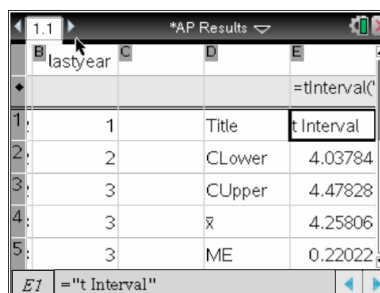 1.1 *AP Results
B lastyear C D E
=tInterval('
1 1 Title t Interval
2 2 CLower 4.03784
3 3 CUpper 4.47828
4 3 x̄ 4.25806
5 3 ME 0.22022
E1 ="t Interval"